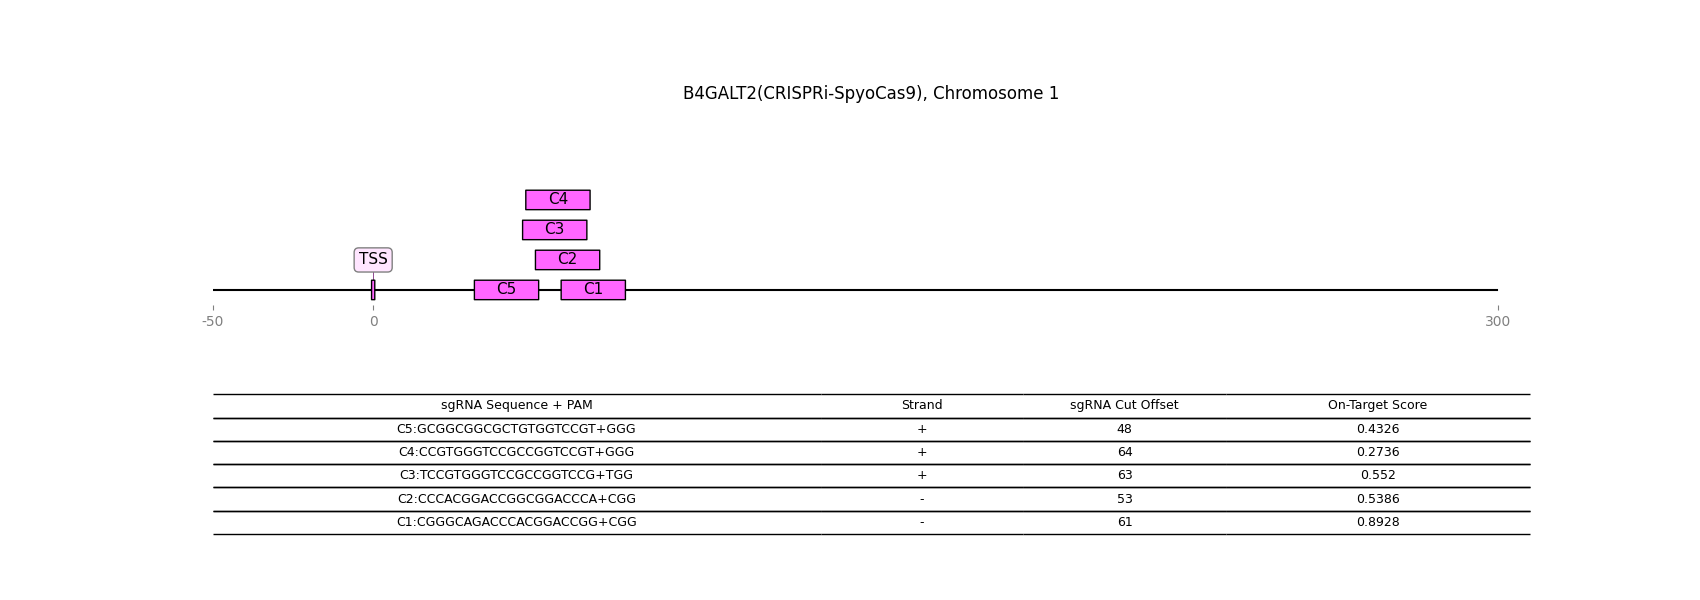 B4GALT2(CRISPRi-SpyoCas9), Chromosome 1
C4
C3
TSS C2
C5 C1
-50 0 300
sgRNA Sequence + PAM Strand sgRNA Cut Offset On-Target Score
C5:GCGGCGGCGCTGTGGTCCGT+GGG + 48 0.4326
C4:CCGTGGGTCCGCCGGTCCGT+GGG + 64 0.2736
C3:TCCGTGGGTCCGCCGGTCCG+TGG + 63 0.552
C2:CCCACGGACCGGCGGACCCA+CGG - 53 0.5386
C1:CGGGCAGACCCACGGACCGG+CGG - 61 0.8928